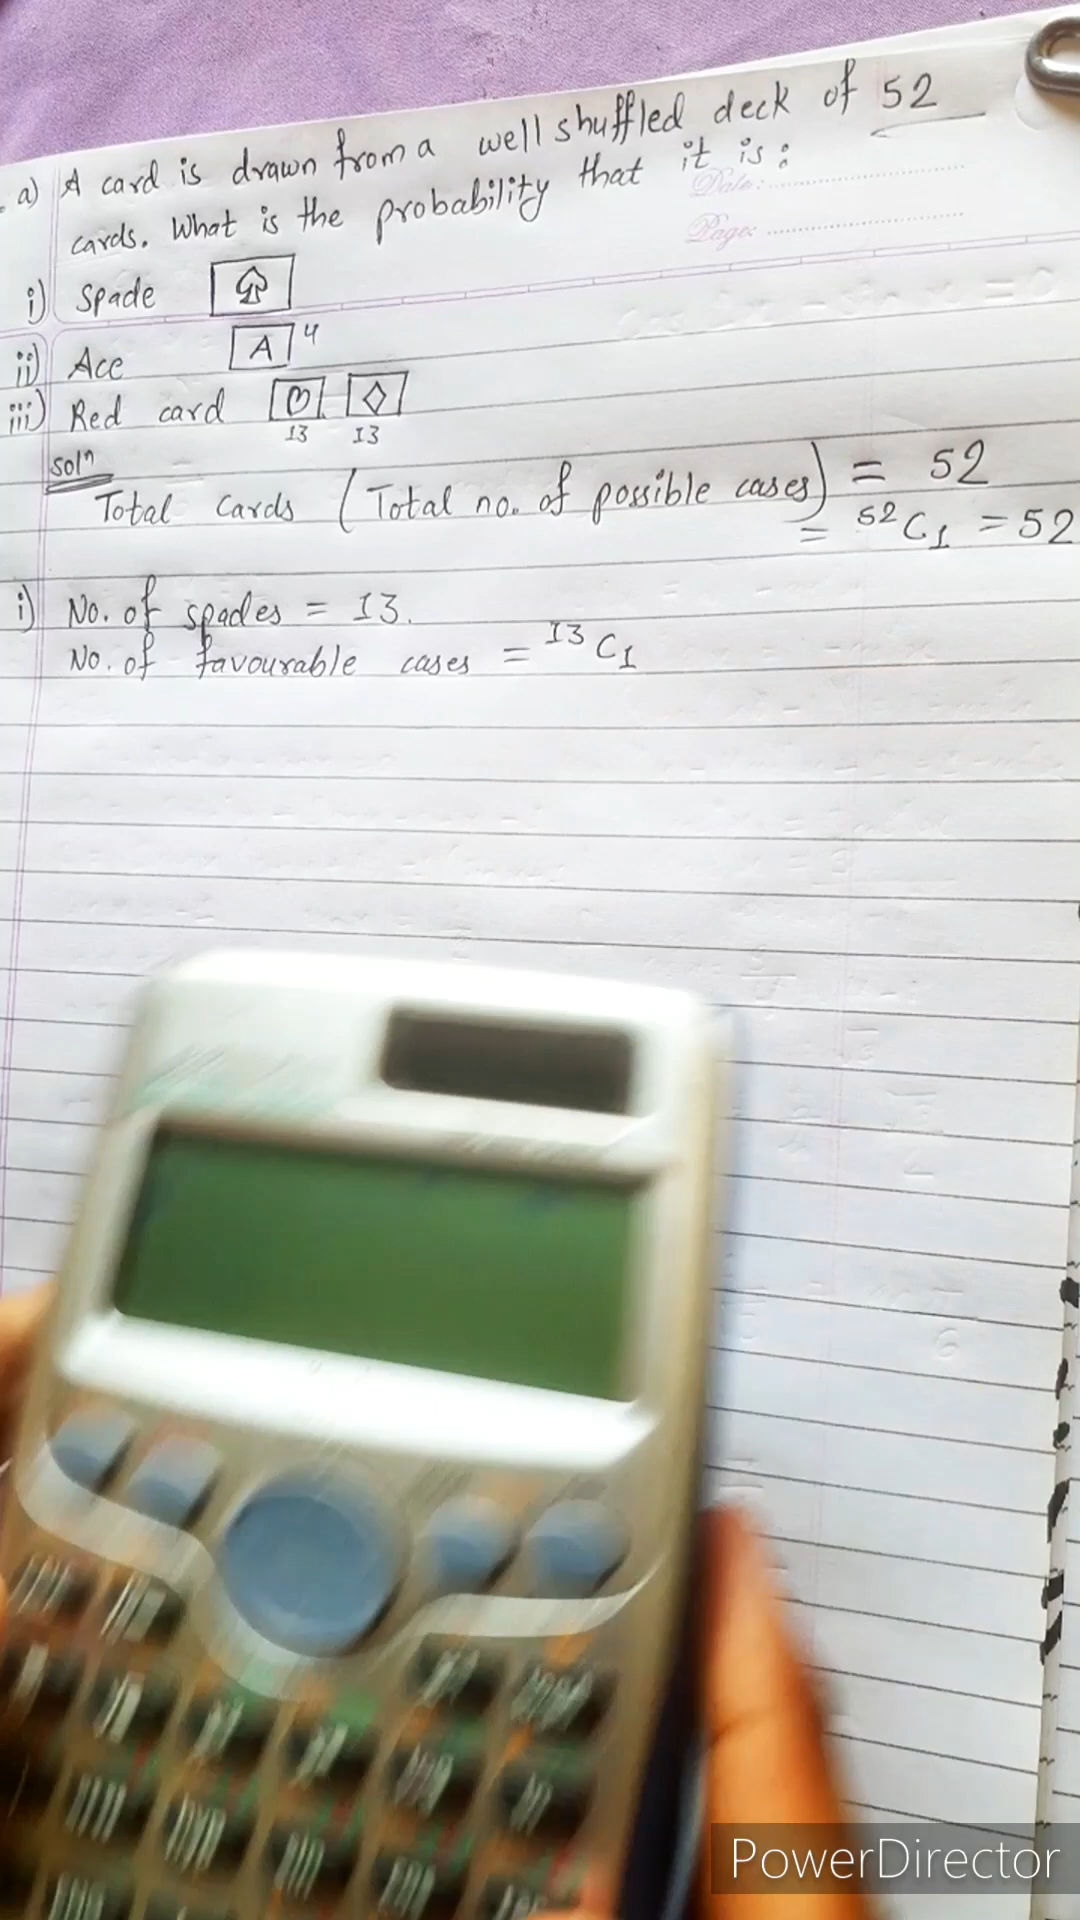 a) A card is drawn from a well shuffled deck of 52
cards. What is the probability that it is:
Date:
Page:
i) Spade
ii) Ace A 4
iii) Red card
13 13
Soln
Total Cards (Total no. of possible cases) = 52
= 52C1 = 52
i) No. of spades = 13.
No. of favourable cases = 13C1
PowerDirector